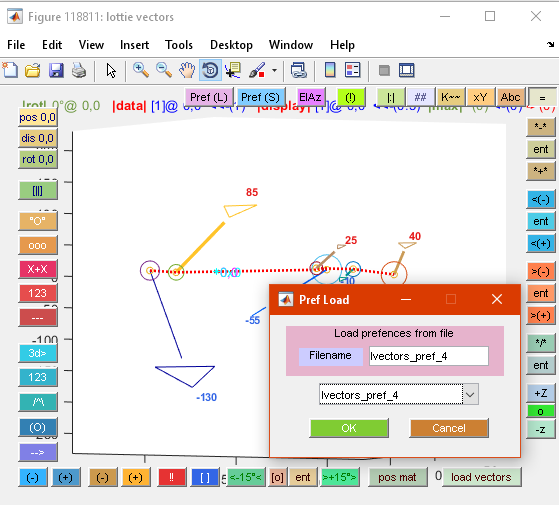 Figure 118811: lottie vectors
File Edit View Insert Tools Desktop Window Help
Pref (L) Pref (S) ElAz (!) |:| ## K~~ xY Abc =
|rot| 0°@ 0,0 |data| [1]@ 0,0 |display|
pos 0,0
dis 0,0
rot 0,0
[||]
"O"
ooo
X+X
123
---
3d>
123
/^\
(O)
-->
85
25
40
-55
-130
-100
*-*
ent
*+*
<(-)
ent
<(+)
>(-)
ent
>(+)
*/*
ent
+Z
o
-z
Pref Load
Load prefences from file
Filename lvectors_pref_4
lvectors_pref_4
OK Cancel
(-) (+) (-) (+) !! [ ] <-15°< [o] ent >+15°> pos mat 0 load vectors